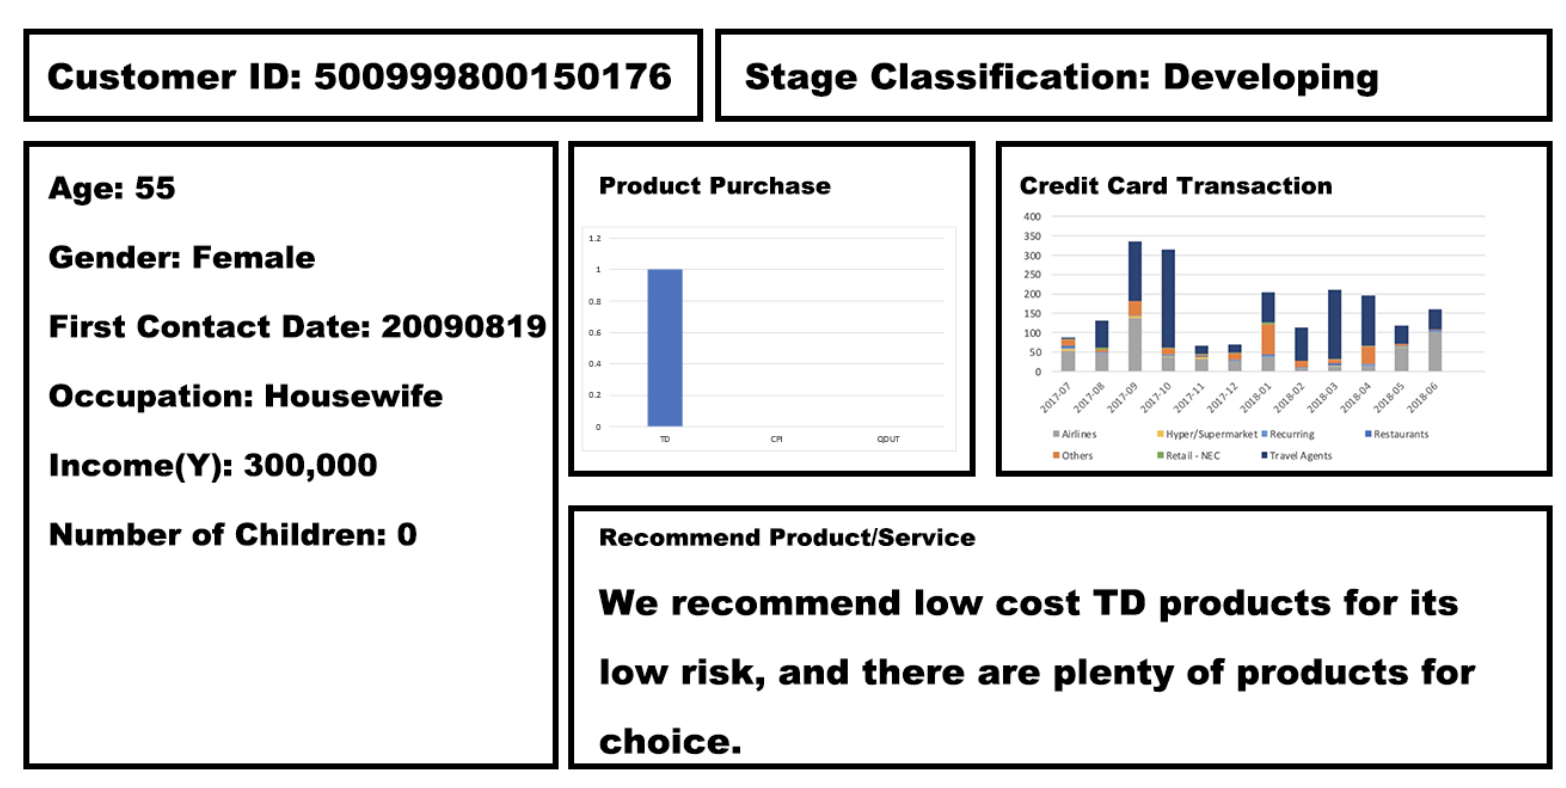 Customer ID: 500999800150176
Stage Classification: Developing
Age: 55
Gender: Female
First Contact Date: 20090819
Occupation: Housewife
Income(Y): 300,000
Number of Children: 0
Product Purchase
1.2
1
0.8
0.6
0.4
0.2
0
TD CPI QDUT
Credit Card Transaction
400
350
300
250
200
150
100
50
0
2017-07 2017-08 2017-09 2017-10 2017-11 2017-12 2018-01 2018-02 2018-03 2018-04 2018-05 2018-06
Airlines Hyper/Supermarket Recurring Restaurants
Others Retail - NEC Travel Agents
Recommend Product/Service
We recommend low cost TD products for its
low risk, and there are plenty of products for
choice.